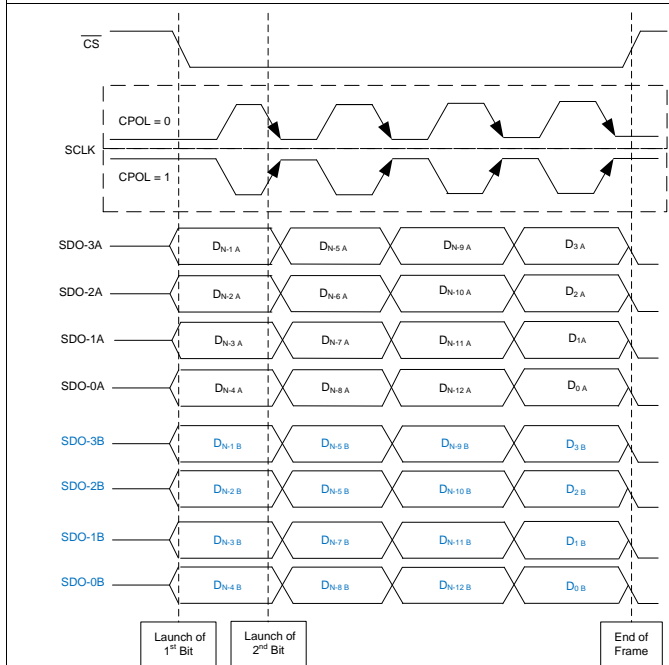 CS
CPOL = 0
SCLK
CPOL = 1
SDO-3A DN-1 A DN-5 A DN-9 A D3 A
SDO-2A DN-2 A DN-6 A DN-10 A D2 A
SDO-1A DN-3 A DN-7 A DN-11 A D1A
SDO-0A DN-4 A DN-8 A DN-12 A D0 A
SDO-3B DN-1 B DN-5 B DN-9 B D3 B
SDO-2B DN-2 B DN-5 B DN-10 B D2 B
SDO-1B DN-3 B DN-7 B DN-11 B D1 B
SDO-0B DN-4 B DN-8 B DN-12 B D0 B
Launch of
1st Bit
Launch of
2nd Bit
End of
Frame